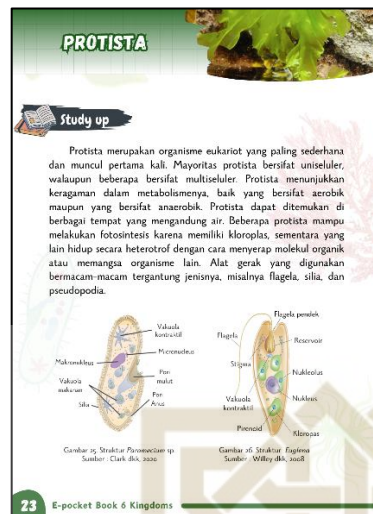 PROTISTA
Study up
Protista merupakan organisme eukariot yang paling sederhana
dan muncul pertama kali. Mayoritas protista bersifat uniseluler,
walaupun beberapa bersifat multiseluler. Protista menunjukkan
keragaman dalam metabolismenya, baik yang bersifat aerobik
maupun yang bersifat anaerobik. Protista dapat ditemukan di
berbagai tempat yang mengandung air. Beberapa protista mampu
melakukan fotosintesis karena memiliki kloroplas, sementara yang
lain hidup secara heterotrof dengan cara menyerap molekul organik
atau memangsa organisme lain. Alat gerak yang digunakan
bermacam-macam tergantung jenisnya, misalnya flagela, silia, dan
pseudopodia.
Vakuola
kontraktil
Micronucleus
Makronukleus
Pori
mulut
Vakuola
makanan
Pori
Anus
Silia
Gambar 25. Struktur Paramecium sp.
Sumber : Clark dkk, 2020
Flagela pendek
Flagela
Reservoir
Stigma
Nukleolus
Vakuola
kontraktil
Nukleus
Pirenoid
Kloropas
Gambar 26. Struktur Euglena
Sumber : Willey dkk, 2008
23 E-pocket Book 6 Kingdoms